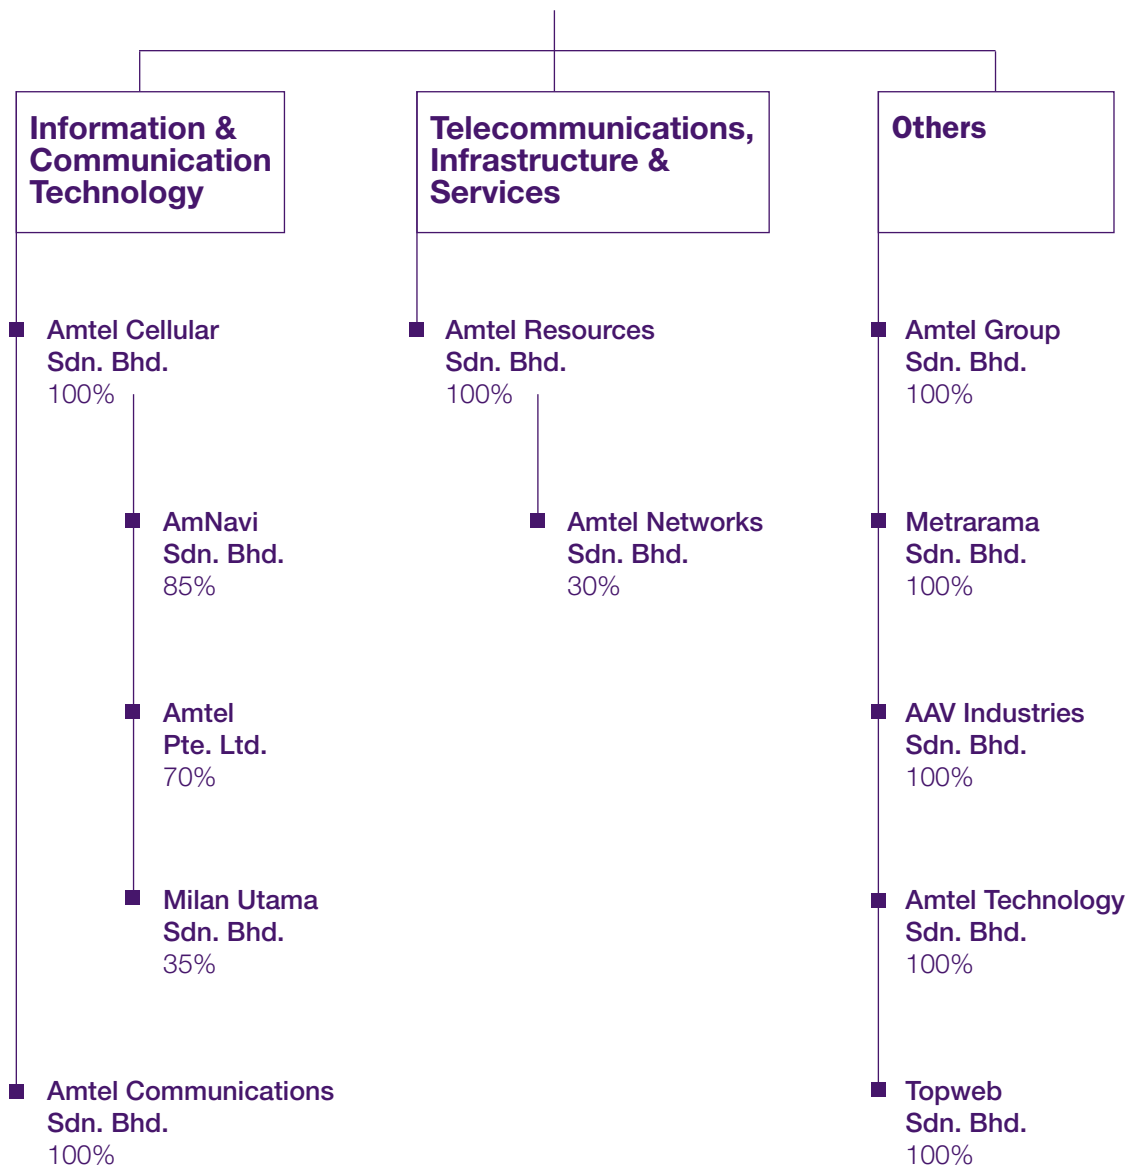 Information &
Communication
Technology
Amtel Cellular
Sdn. Bhd.
100%
AmNavi
Sdn. Bhd.
85%
Amtel
Pte. Ltd.
70%
Milan Utama
Sdn. Bhd.
35%
Amtel Communications
Sdn. Bhd.
100%
Telecommunications,
Infrastructure &
Services
Amtel Resources
Sdn. Bhd.
100%
Amtel Networks
Sdn. Bhd.
30%
Others
Amtel Group
Sdn. Bhd.
100%
Metrarama
Sdn. Bhd.
100%
AAV Industries
Sdn. Bhd.
100%
Amtel Technology
Sdn. Bhd.
100%
Topweb
Sdn. Bhd.
100%